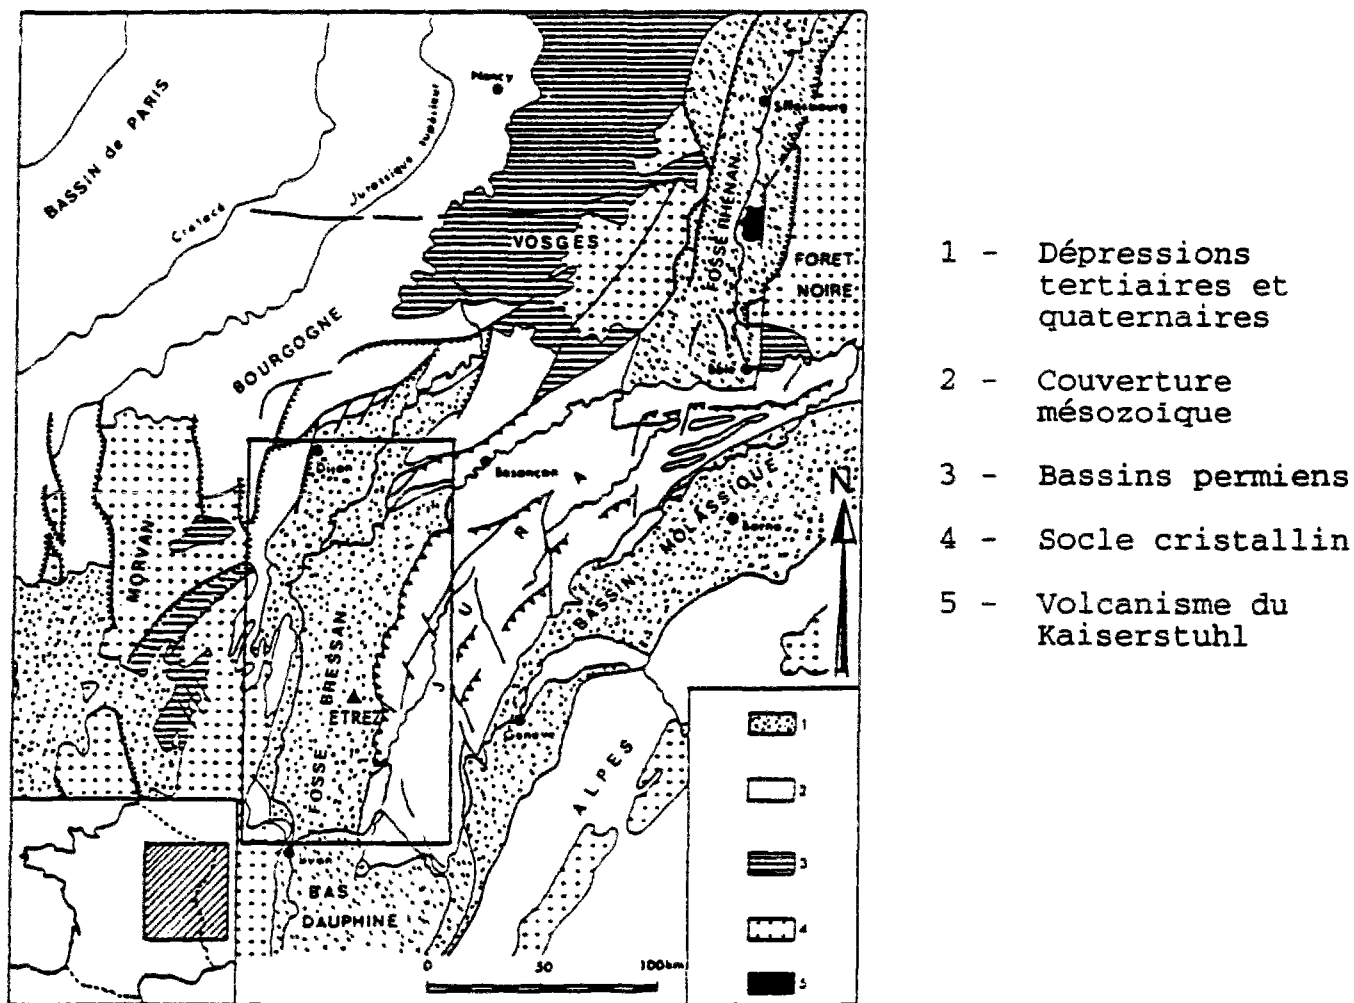 BASSIN de PARIS
Crétacé
Jurassique supérieur
Nancy
VOSGES
FOSSE RHENAN
FORET
NOIRE
BOURGOGNE
Dijon
Besançon
MORVAN
JURA
BASSIN MOLASSIQUE
Berne
N
FOSSE BRESSAN
ETREZ
Genève
ALPES
Lyon
BAS
DAUPHINE
0 50 100km
1
2
3
4
5
1 - Dépressions
tertiaires et
quaternaires
2 - Couverture
mésozoique
3 - Bassins permiens
4 - Socle cristallin
5 - Volcanisme du
Kaiserstuhl